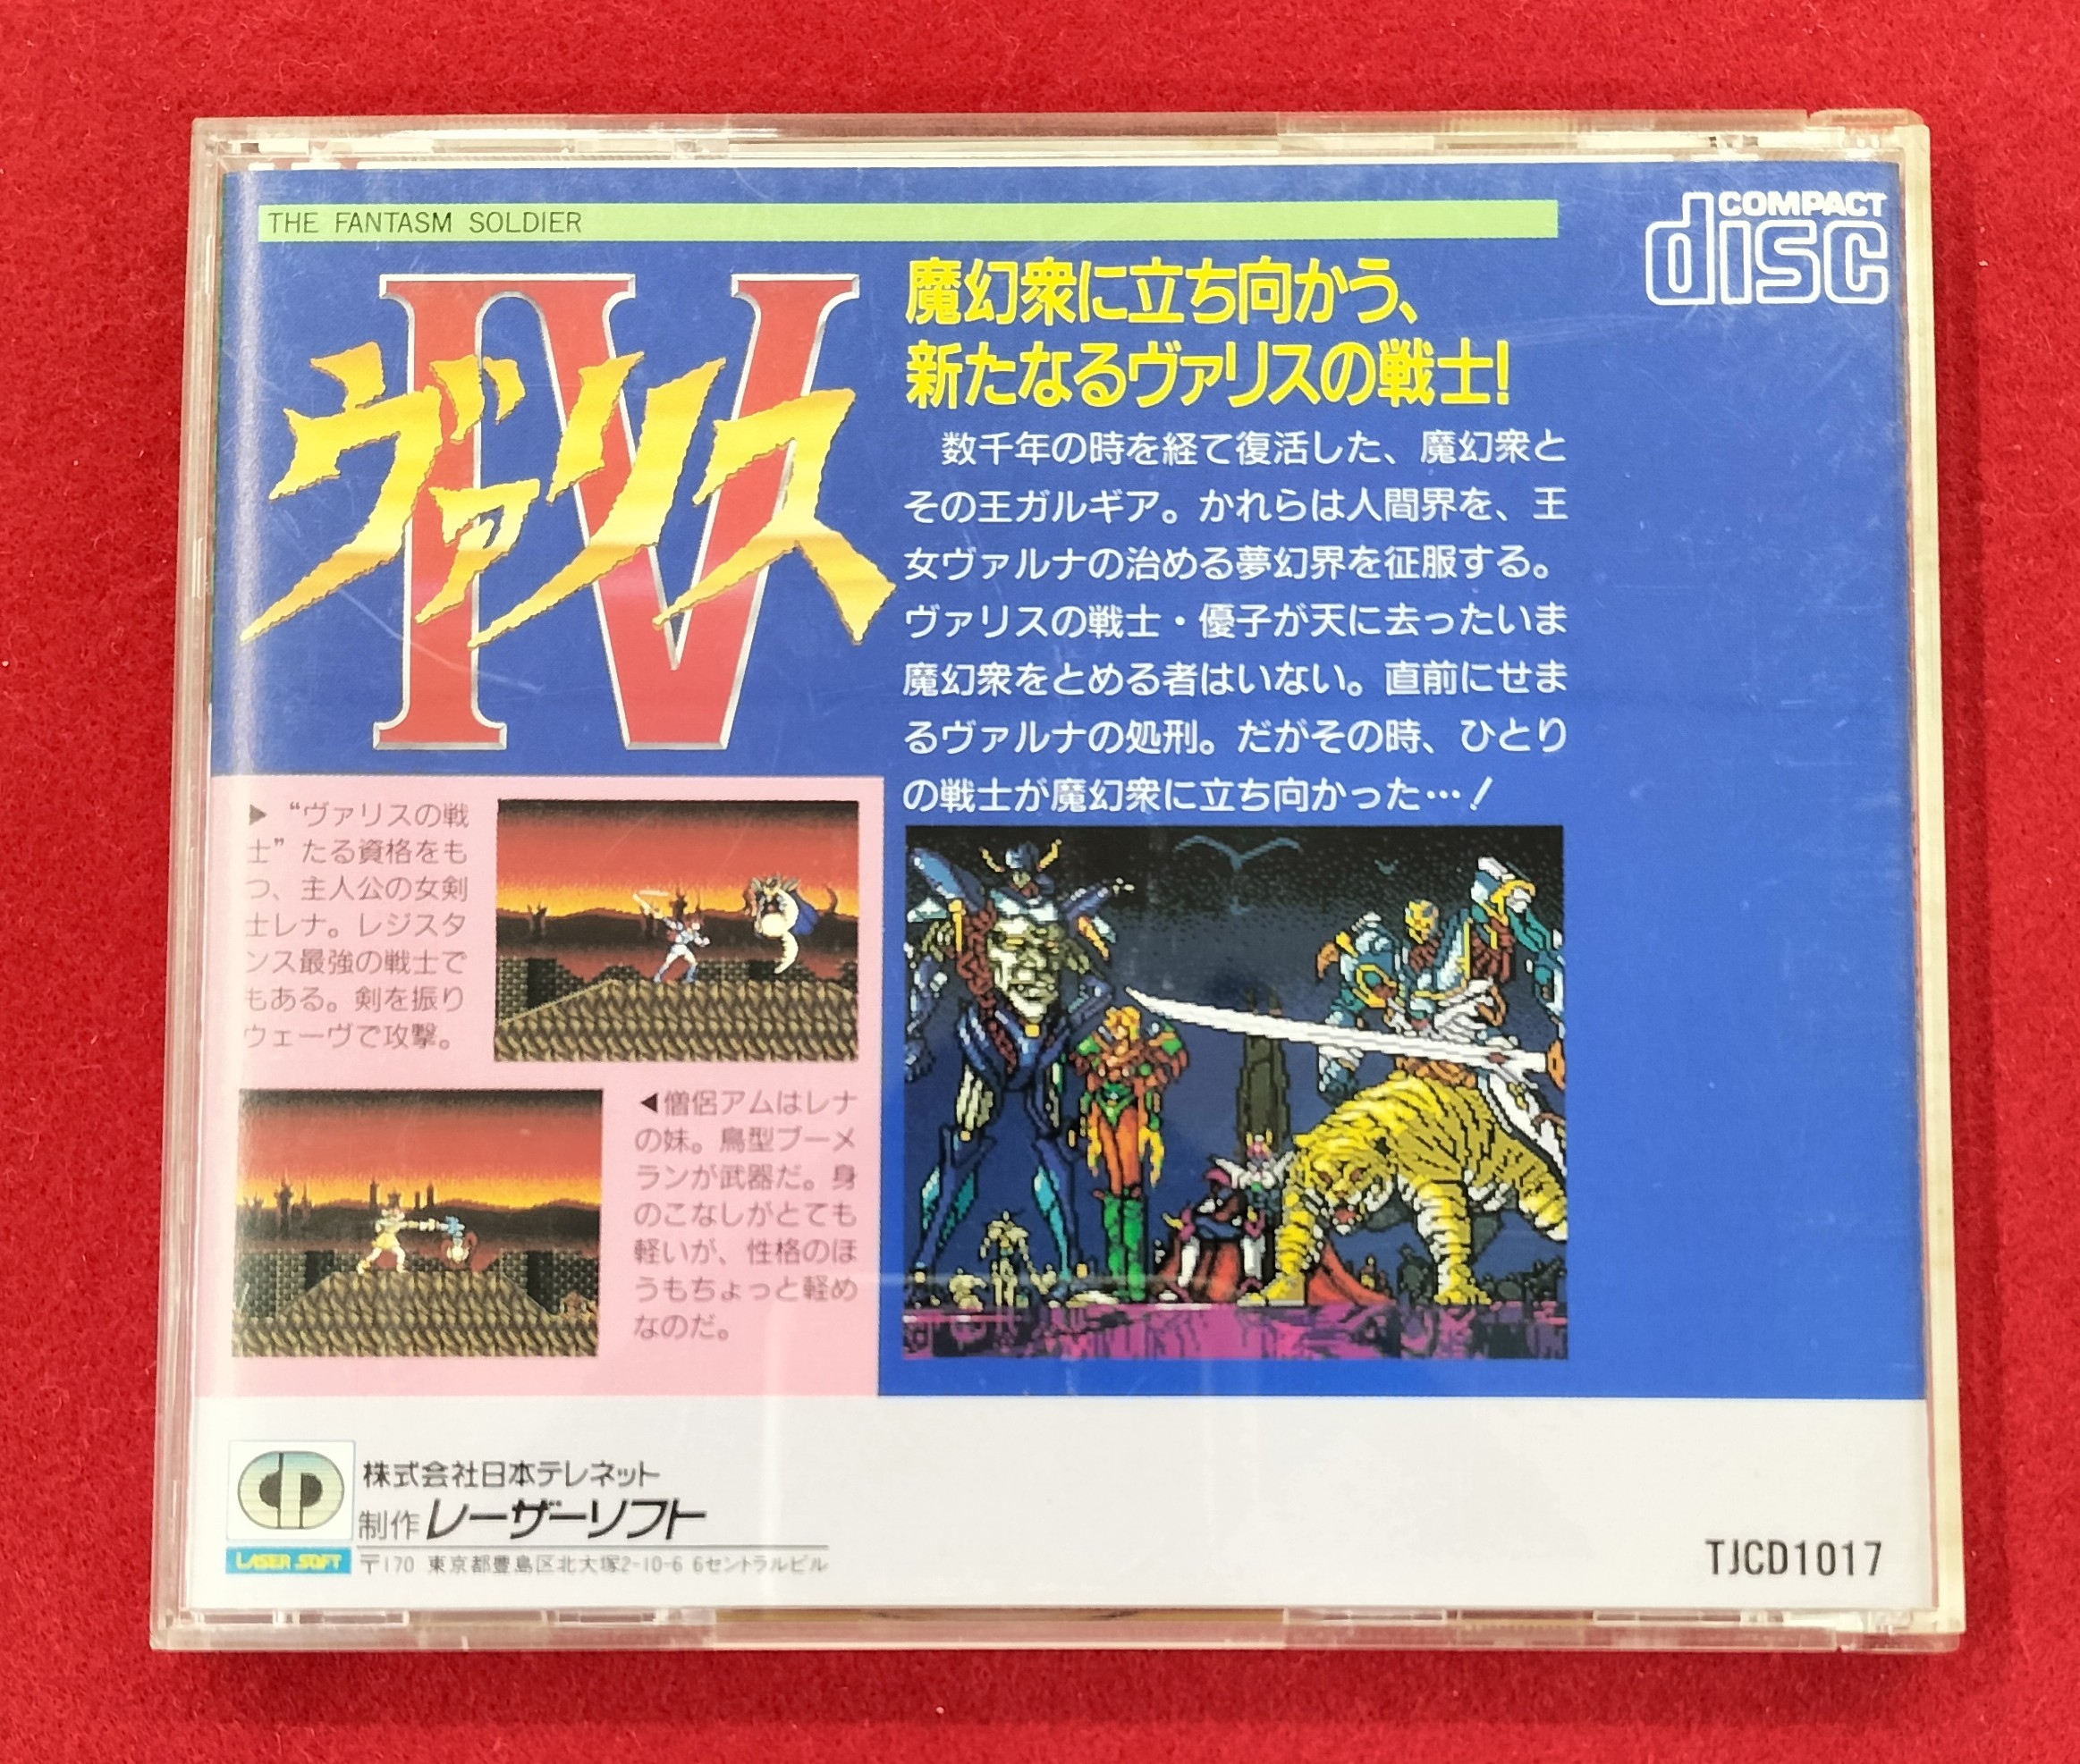 THE FANTASM SOLDIER
COMPACT
disc
ヴァリス
IV
魔幻衆に立ち向かう、
新たなるヴァリスの戦士!
数千年の時を経て復活した、魔幻衆と
その王ガルギア。かれらは人間界を、王
女ヴァルナの治める夢幻界を征服する。
ヴァリスの戦士・優子が天に去ったいま
魔幻衆をとめる者はいない。直前にせま
るヴァルナの処刑。だがその時、ひとり
の戦士が魔幻衆に立ち向かった…!
▶“ヴァリスの戦
士”たる資格をも
つ、主人公の女剣
士レナ。レジスタ
ンス最強の戦士で
もある。剣を振り
ウェーヴで攻撃。
◀僧侶アムはレナ
の妹。鳥型ブーメ
ランが武器だ。身
のこなしがとても
軽いが、性格のほ
うもちょっと軽め
なのだ。
株式会社日本テレネット
制作 レーザーソフト
LASER SOFT
〒170 東京都豊島区北大塚2-10-6 6セントラルビル
TJCD1017